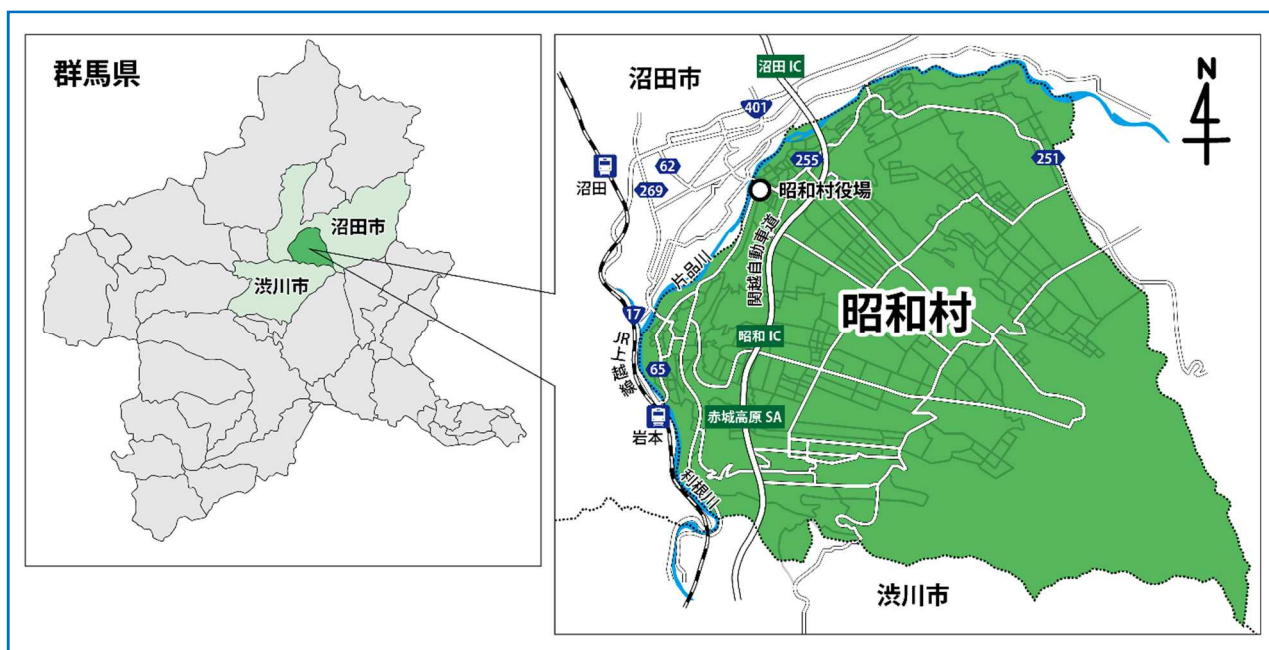 群馬県
沼田市
渋川市
沼田市
沼田 IC
N
401
沼田
62
269
255
251
昭和村役場
片品川
関越自動車道
昭和村
17
JR上越線
昭和 IC
65
岩本
赤城高原 SA
利根川
渋川市